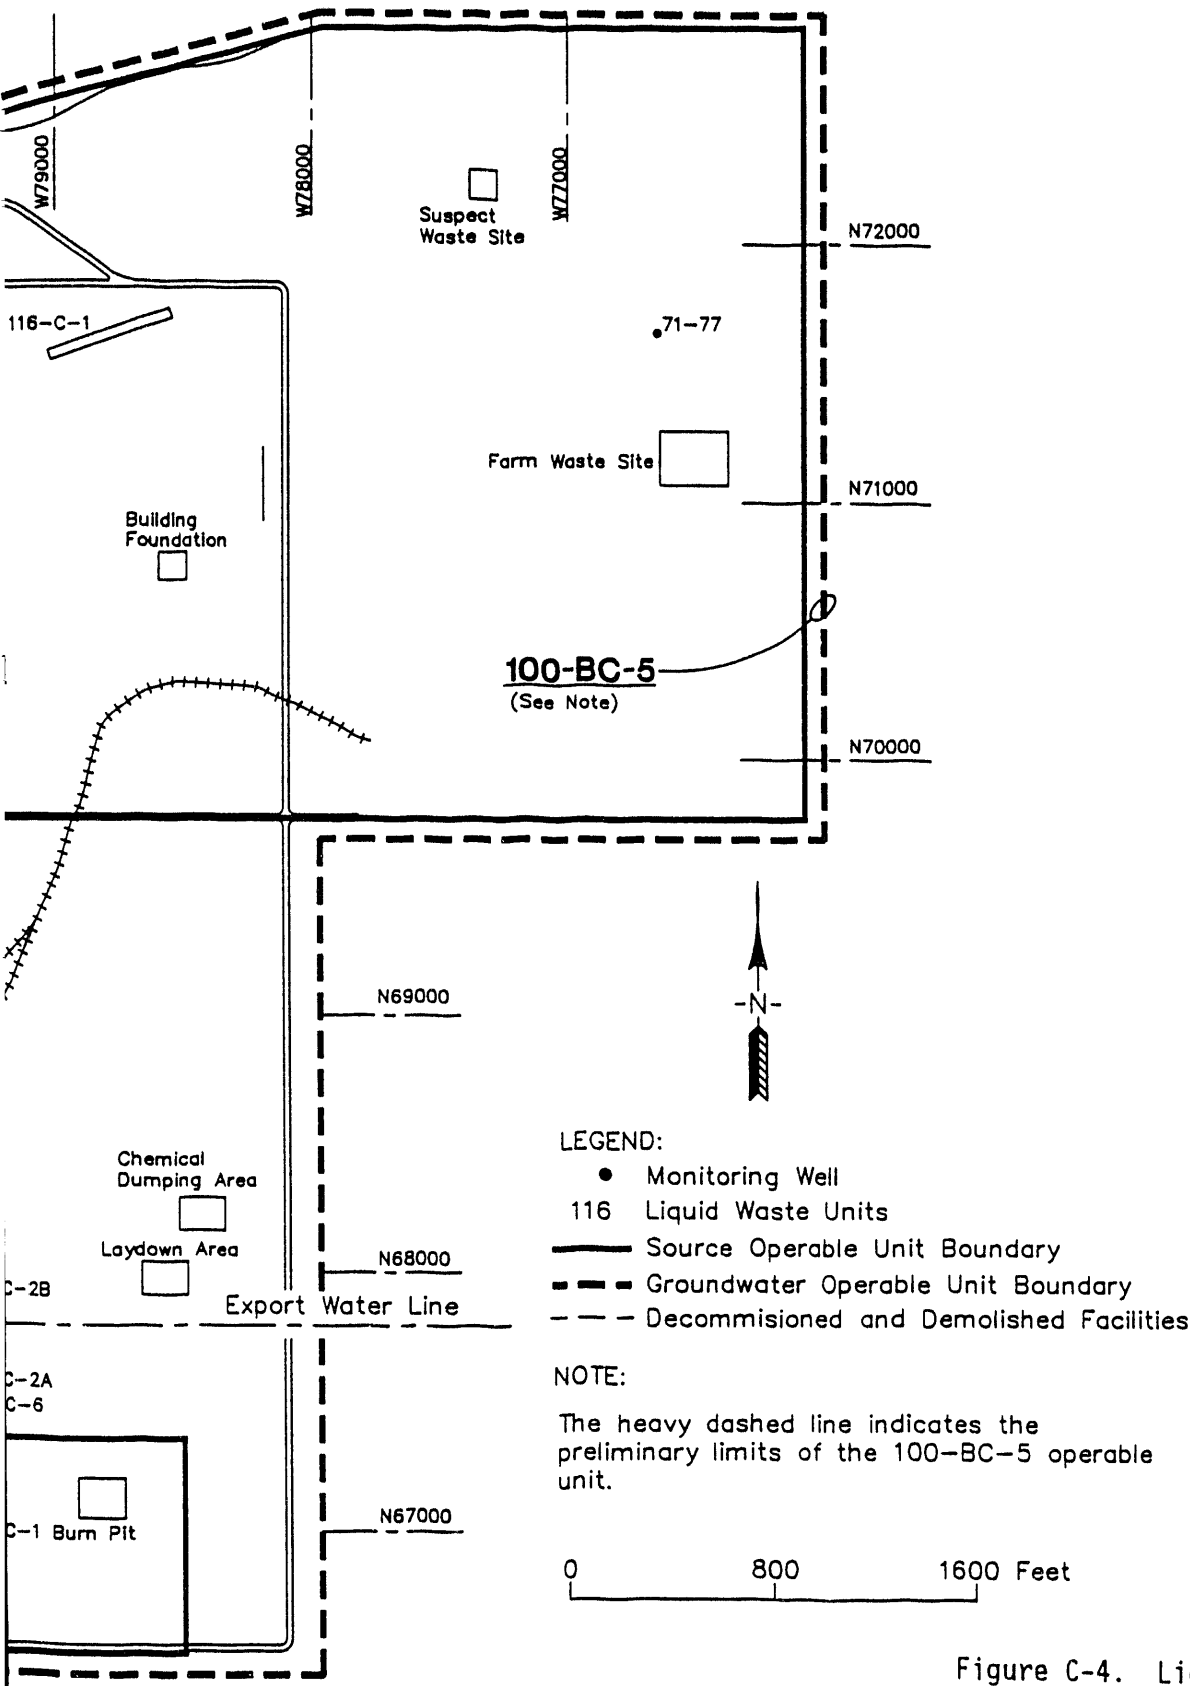 W79000
W78000
W77000
Suspect
Waste Site
N72000
116-C-1
71-77
Farm Waste Site
N71000
Building
Foundation
100-BC-5
(See Note)
N70000
N69000
-N-
Chemical
Dumping Area
Laydown Area
N68000
C-2B
Export Water Line
C-2A
C-6
C-1 Burn Pit
N67000
LEGEND:
Monitoring Well
116 Liquid Waste Units
Source Operable Unit Boundary
Groundwater Operable Unit Boundary
Decommisioned and Demolished Facilities
NOTE:
The heavy dashed line indicates the
preliminary limits of the 100-BC-5 operable
unit.
0 800 1600 Feet
Figure C-4.